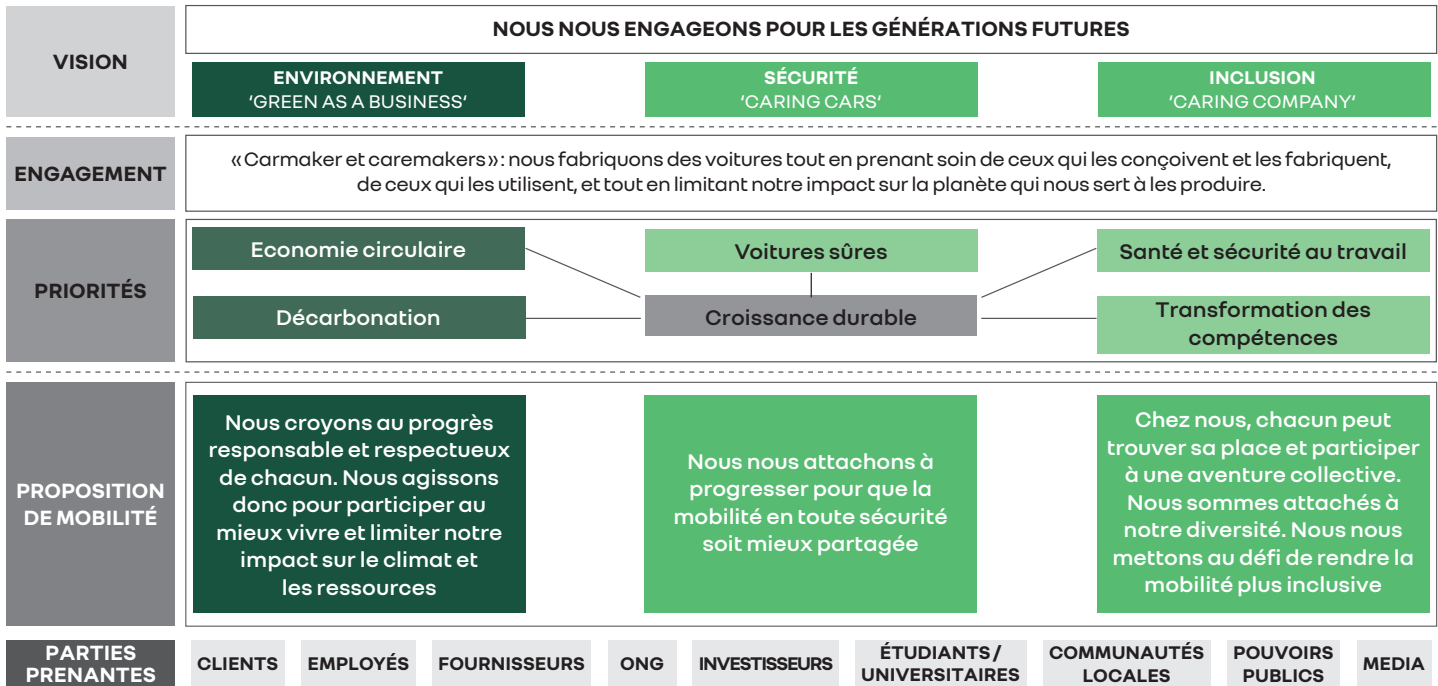 VISION
NOUS NOUS ENGAGEONS POUR LES GÉNÉRATIONS FUTURES
ENVIRONNEMENT
'GREEN AS A BUSINESS'
SÉCURITÉ
'CARING CARS'
INCLUSION
'CARING COMPANY'
ENGAGEMENT
«Carmaker et caremakers»: nous fabriquons des voitures tout en prenant soin de ceux qui les conçoivent et les fabriquent,
de ceux qui les utilisent, et tout en limitant notre impact sur la planète qui nous sert à les produire.
PRIORITÉS
Economie circulaire
Voitures sûres
Santé et sécurité au travail
Décarbonation
Croissance durable
Transformation des
compétences
PROPOSITION
DE MOBILITÉ
Nous croyons au progrès
responsable et respectueux
de chacun. Nous agissons
donc pour participer au
mieux vivre et limiter notre
impact sur le climat et
les ressources
Nous nous attachons à
progresser pour que la
mobilité en toute sécurité
soit mieux partagée
Chez nous, chacun peut
trouver sa place et participer
à une aventure collective.
Nous sommes attachés à
notre diversité. Nous nous
mettons au défi de rendre la
mobilité plus inclusive
PARTIES
PRENANTES
CLIENTS
EMPLOYÉS
FOURNISSEURS
ONG
INVESTISSEURS
ÉTUDIANTS/
UNIVERSITAIRES
COMMUNAUTÉS
LOCALES
POUVOIRS
PUBLICS
MEDIA